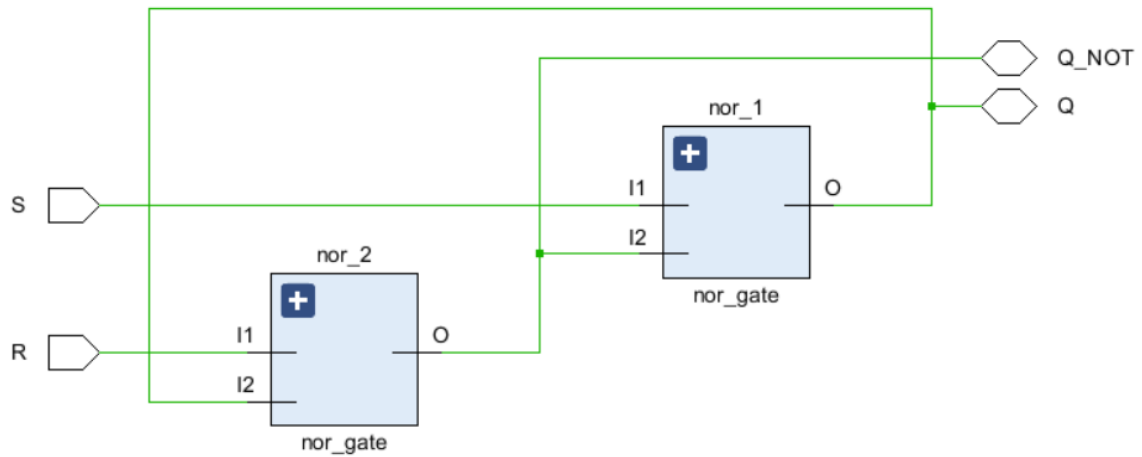 Q_NOT
nor_1
Q
I1
O
S
I2
nor_2
nor_gate
I1
O
R
I2
nor_gate